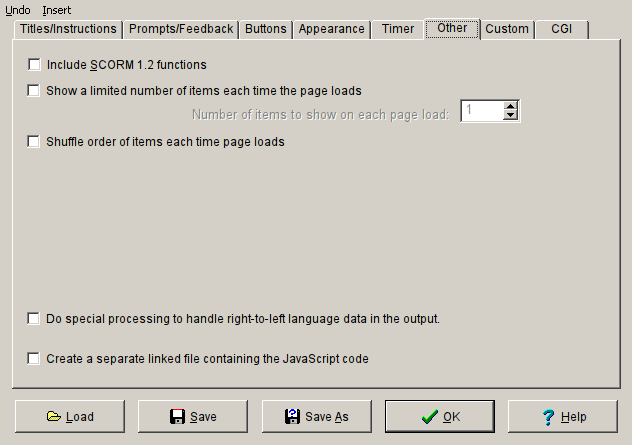 Undo Insert
Titles/Instructions Prompts/Feedback Buttons Appearance Timer Other Custom CGI
Include SCORM 1.2 functions
Show a limited number of items each time the page loads
Number of items to show on each page load: 1
Shuffle order of items each time page loads
Do special processing to handle right-to-left language data in the output.
Create a separate linked file containing the JavaScript code
Load Save Save As OK Help